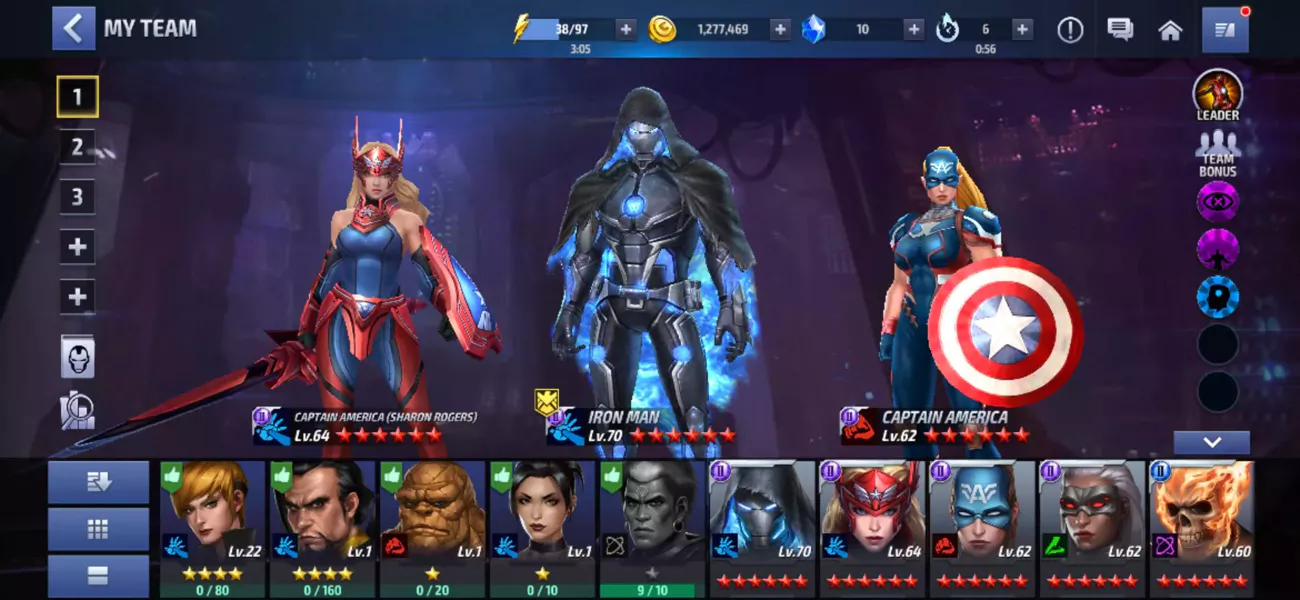 MY TEAM
38/97
3:05
1,277,469
10
6
0:56
1
2
3
LEADER
TEAM
BONUS
CAPTAIN AMERICA (SHARON ROGERS)
Lv.64
IRON MAN
Lv.70
CAPTAIN AMERICA
Lv.62
Lv.22
Lv.1
Lv.1
Lv.1
Lv.70
Lv.64
Lv.62
Lv.62
Lv.60
0 / 80
0 / 160
0 / 20
0 / 10
9 / 10